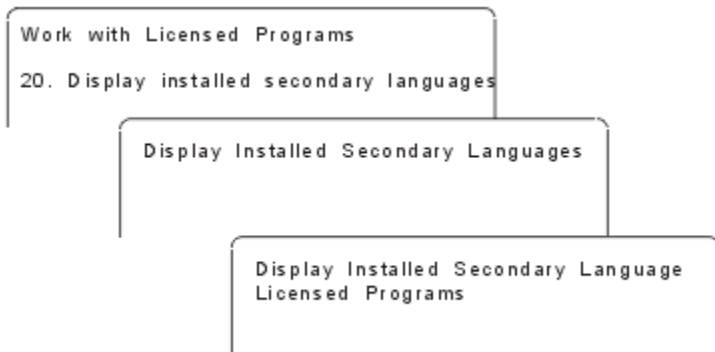 Work with Licensed Programs
20. Display installed secondary languages
Display Installed Secondary Languages
Display Installed Secondary Language
Licensed Programs